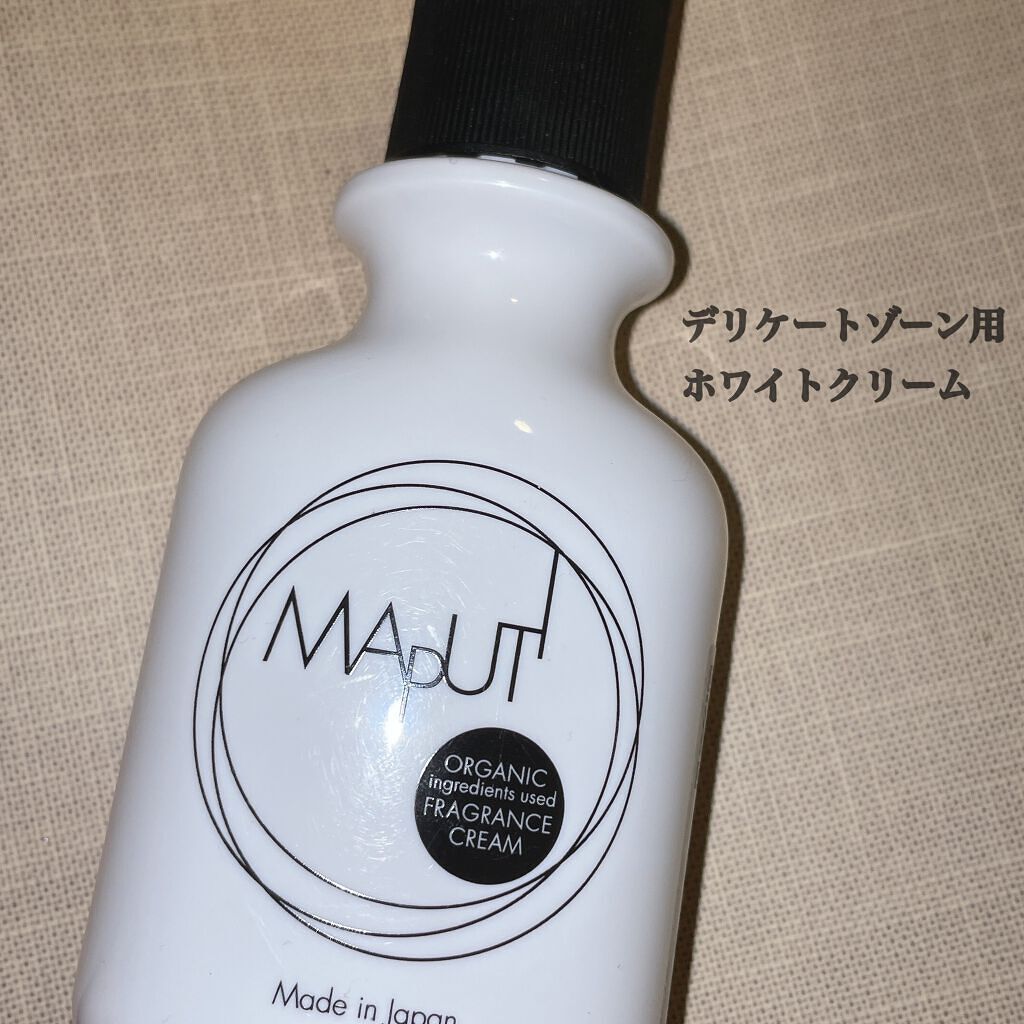 デリケートゾーン用
ホワイトクリーム
MAPUTI
ORGANIC
ingredients used
FRAGRANCE
CREAM
Made in Japan